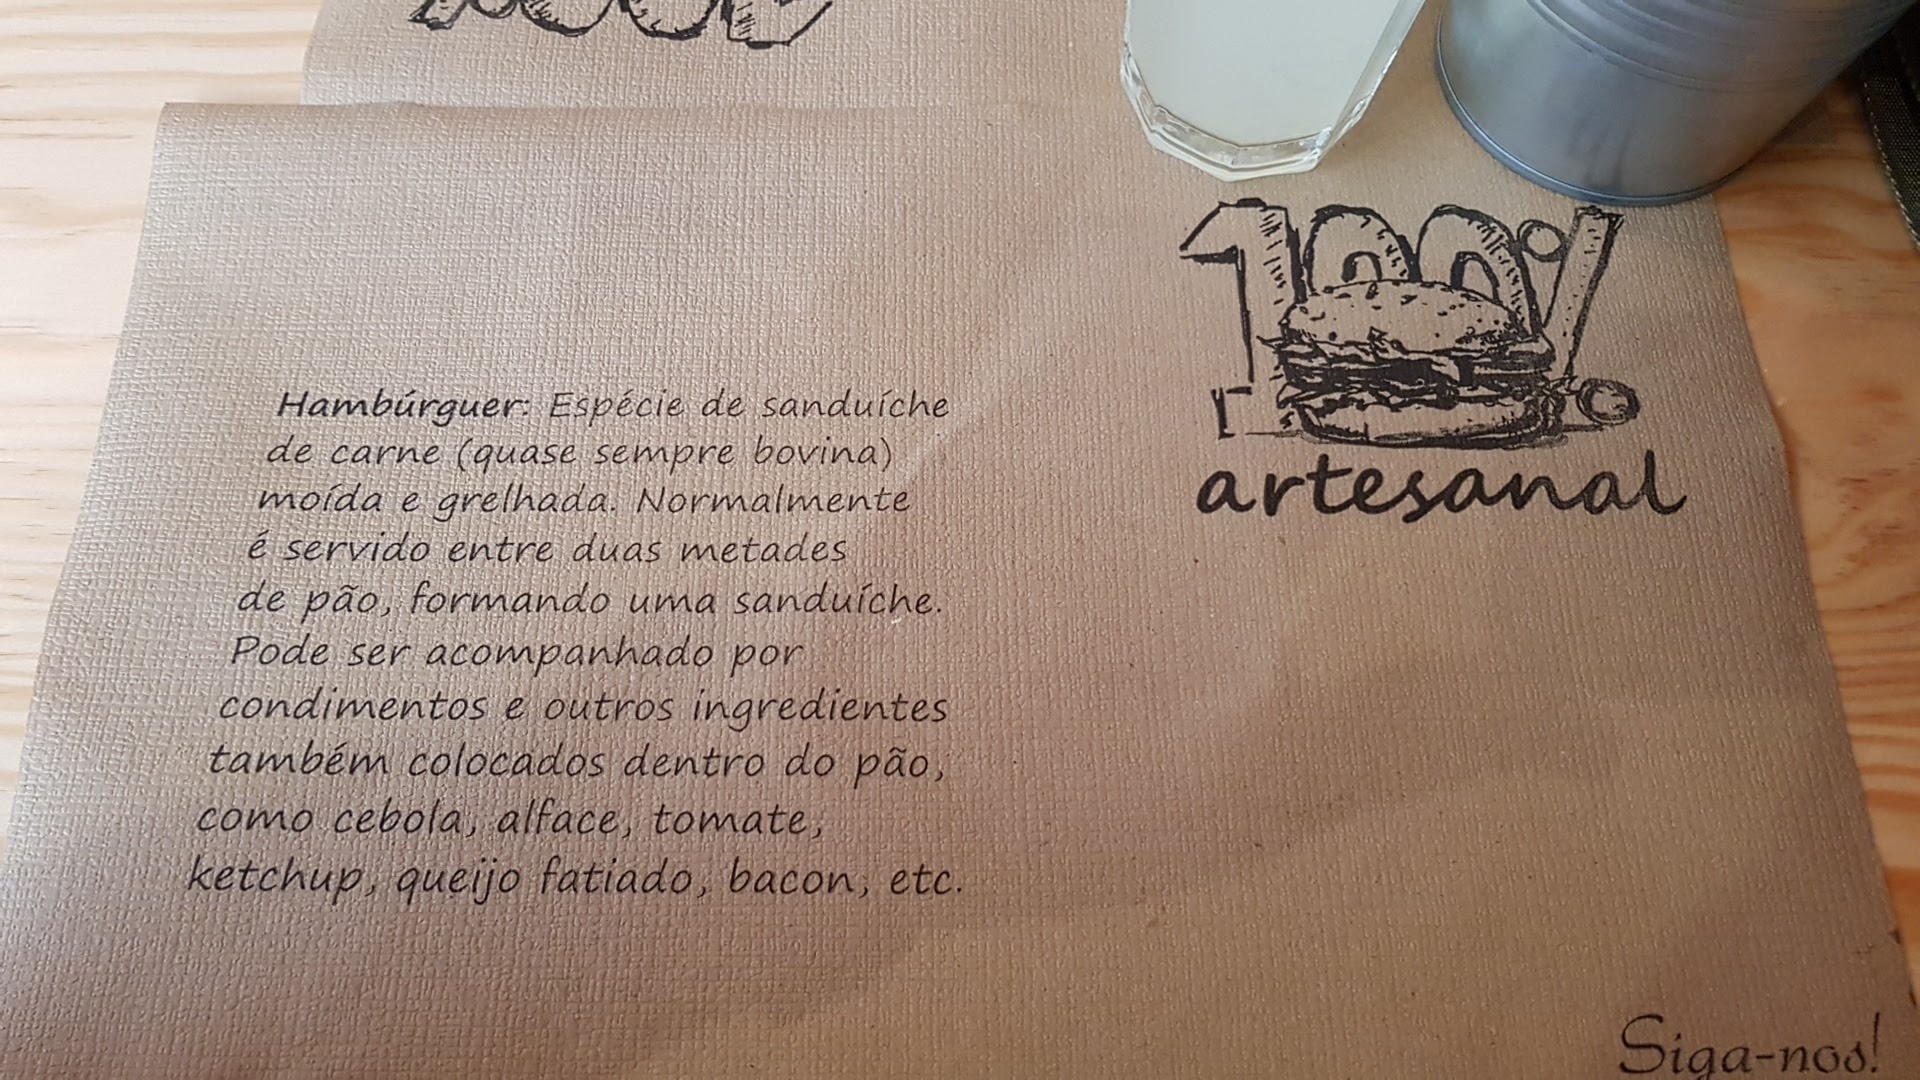 Hambúrguer: Espécie de sanduíche
de carne (quase sempre bovina)
moída e grelhada. Normalmente
é servido entre duas metades
de pão, formando uma sanduíche.
Pode ser acompanhado por
condimentos e outros ingredientes
também colocados dentro do pão,
como cebola, alface, tomate,
ketchup, queijo fatiado, bacon, etc.
100%
artesanal
Siga-nos!